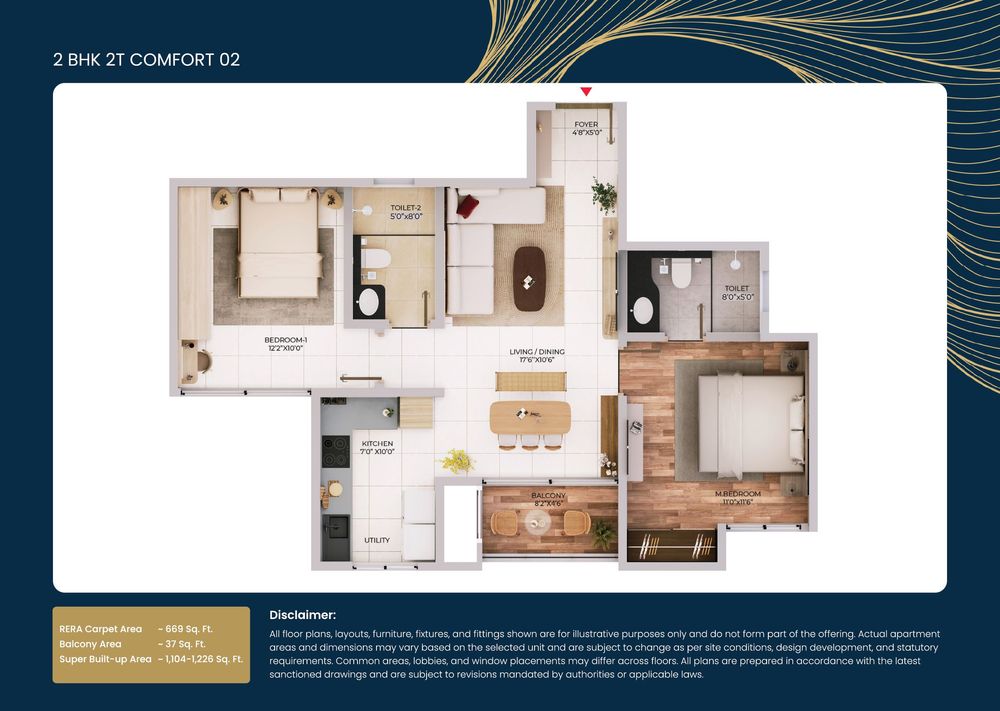 2 BHK 2T COMFORT 02
FOYER
4'8"X5'0"
TOILET-2
5'0"x8'0"
TOILET
8'0"x5'0"
BEDROOM-1
12'2"X10'0"
LIVING / DINING
17'6"X10'6"
KITCHEN
7'0" X10'0"
BALCONY
8'2"X4'6"
M.BEDROOM
11'0"x11'6"
UTILITY
RERA Carpet Area ~ 669 Sq. Ft.
Balcony Area ~ 37 Sq. Ft.
Super Built-up Area ~ 1,104-1,226 Sq. Ft.
Disclaimer:
All floor plans, layouts, furniture, fixtures, and fittings shown are for illustrative purposes only and do not form part of the offering. Actual apartment
areas and dimensions may vary based on the selected unit and are subject to change as per site conditions, design development, and statutory
requirements. Common areas, lobbies, and window placements may differ across floors. All plans are prepared in accordance with the latest
sanctioned drawings and are subject to revisions mandated by authorities or applicable laws.